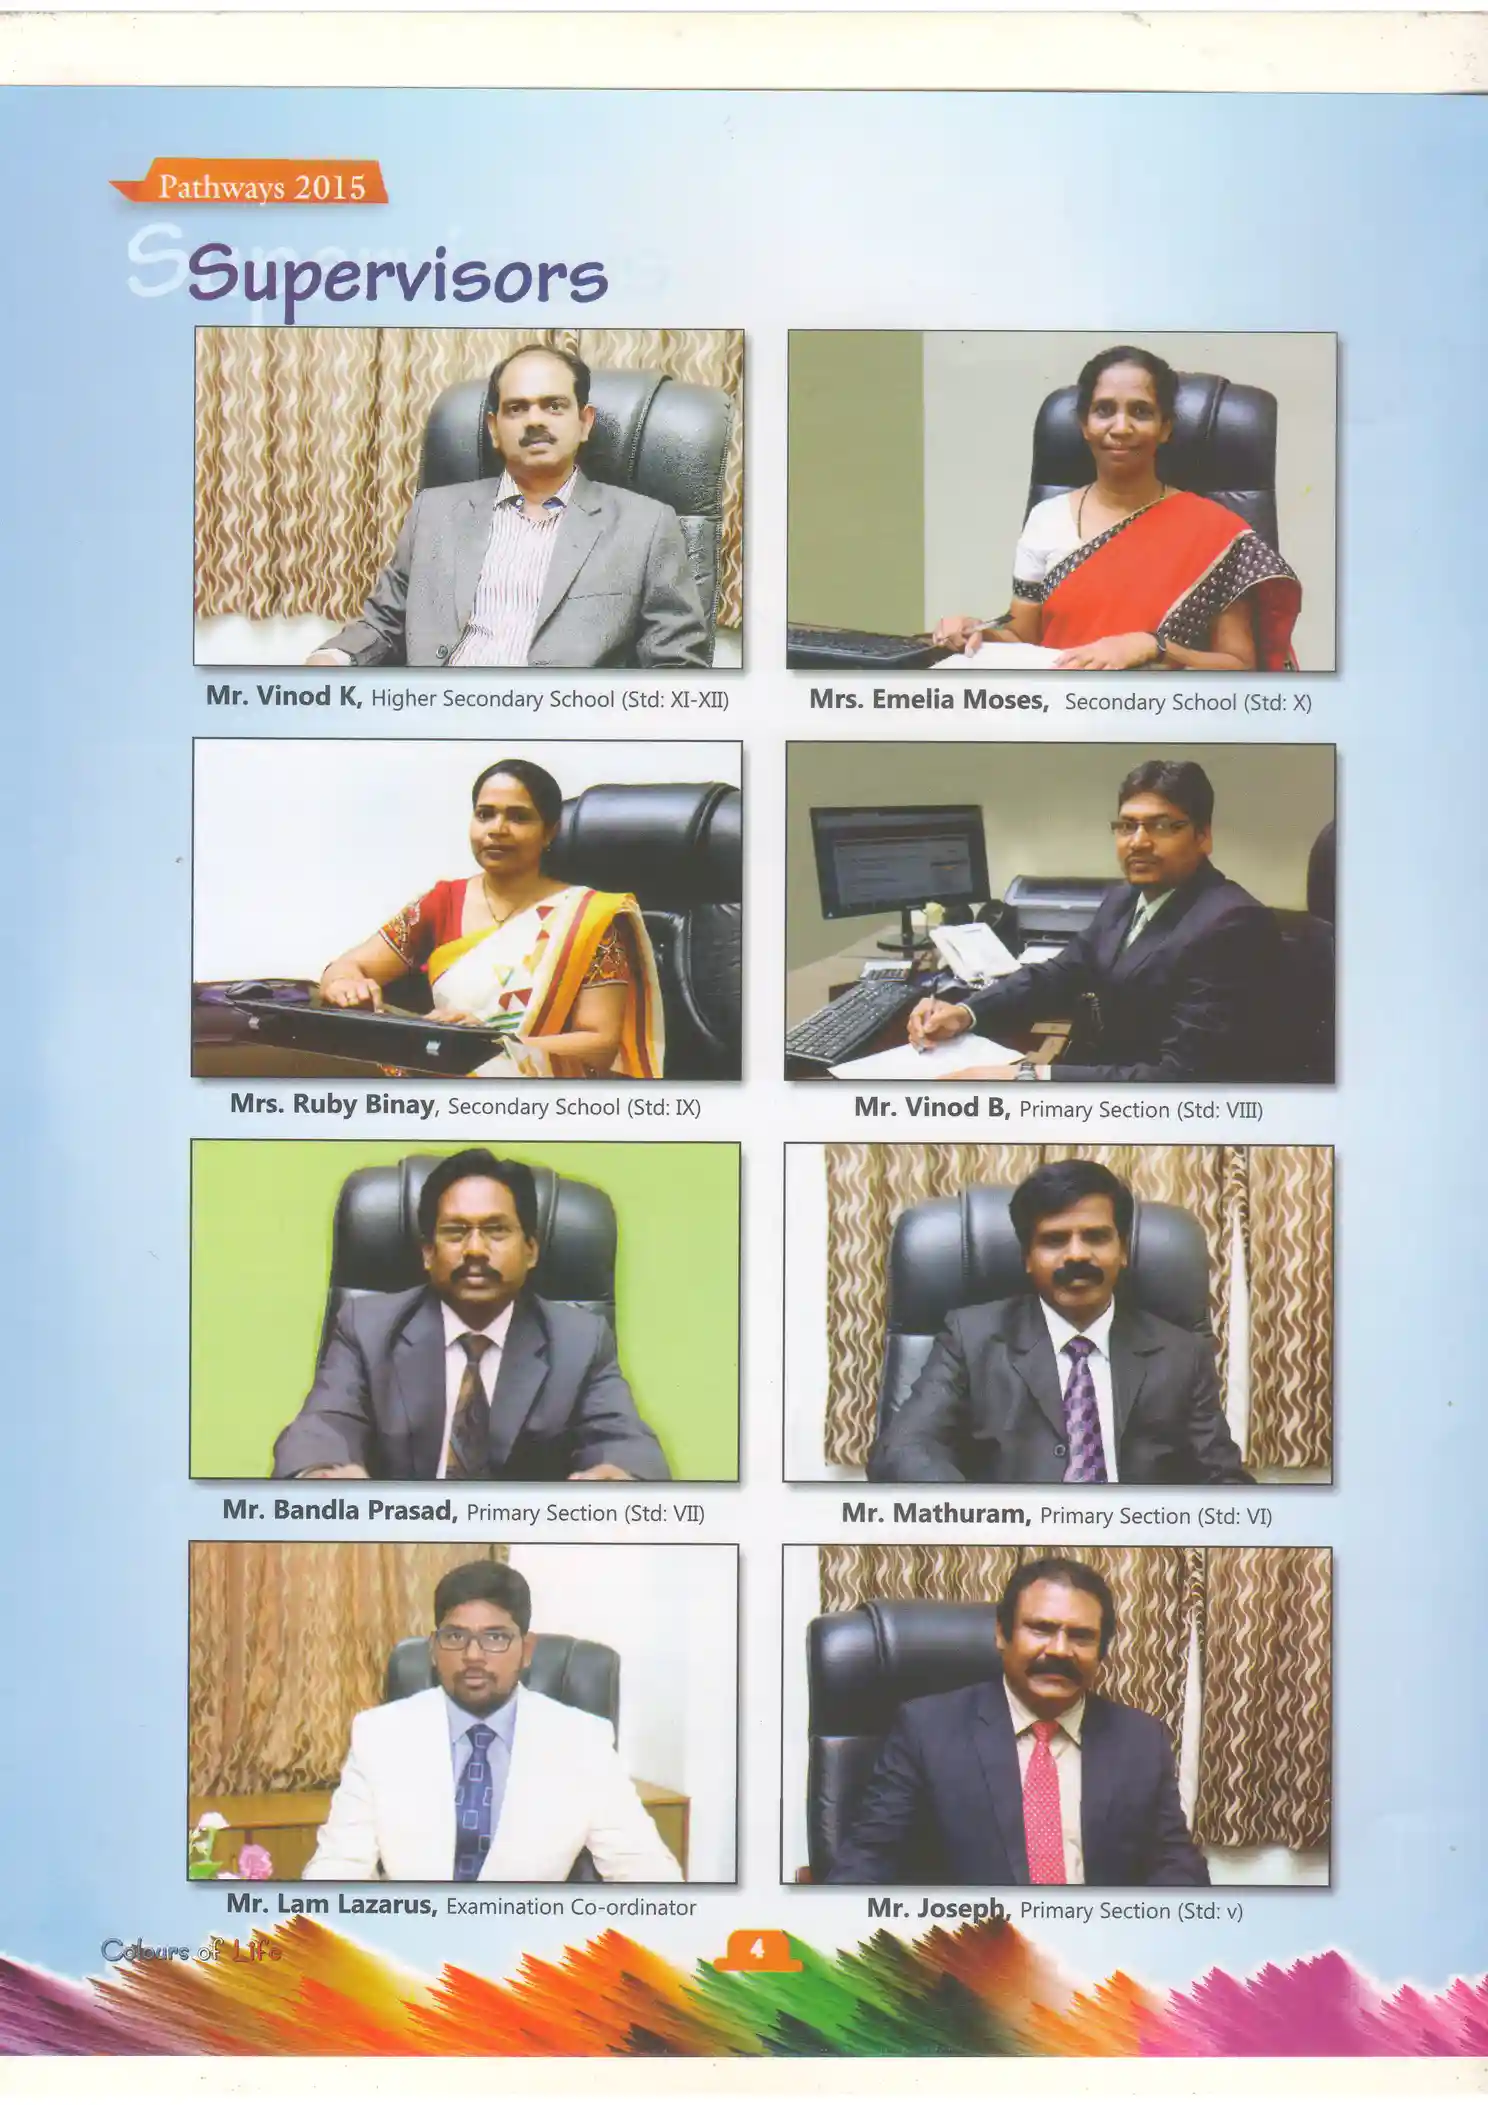 Pathways 2015
Supervisors
Mr. Vinod K, Higher Secondary School (Std: XI-XII)
Mrs. Emelia Moses, Secondary School (Std: X)
Mrs. Ruby Binay, Secondary School (Std: IX)
Mr. Vinod B, Primary Section (Std: VIII)
Mr. Bandla Prasad, Primary Section (Std: VII)
Mr. Mathuram, Primary Section (Std: VI)
Mr. Lam Lazarus, Examination Co-ordinator
Mr. Joseph, Primary Section (Std: v)
Colours of Life
4